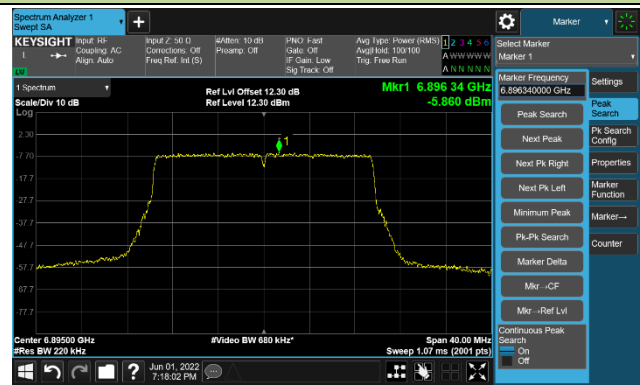 Spectrum Analyzer 1
Swept SA
Marker
KEYSIGHT
Input: RF
Coupling: AC
Align: Auto
Input Z: 50 Ω
Corrections: Off
Freq Ref: Int (S)
#Atten: 10 dB
Preamp: Off
PNO: Fast
Gate: Off
IF Gain: Low
Sig Track: Off
Avg Type: Power (RMS)
Avg|Hold: 100/100
Trig: Free Run
1 2 3 4 5 6
A W W W W W
A N N N N N
L
LU
Select Marker
Marker 1
1 Spectrum
Scale/Div 10 dB
Log
Ref Lvl Offset 12.30 dB
Ref Level 12.30 dBm
Mkr1 6.896 34 GHz
-5.860 dBm
1
2.30
-7.70
-17.7
-27.7
-37.7
-47.7
-57.7
-67.7
-77.7
Center 6.89500 GHz
#Res BW 220 kHz
#Video BW 680 kHz*
Span 40.00 MHz
Sweep 1.07 ms (2001 pts)
Marker Frequency
6.896340000 GHz
Peak Search
Next Peak
Next Pk Right
Next Pk Left
Minimum Peak
Pk-Pk Search
Marker Delta
Mkr→CF
Mkr→Ref Lvl
Continuous Peak
Search
On
Off
Settings
Peak
Search
Pk Search
Config
Properties
Marker
Function
Marker→
Counter
Jun 01, 2022
7:18:02 PM